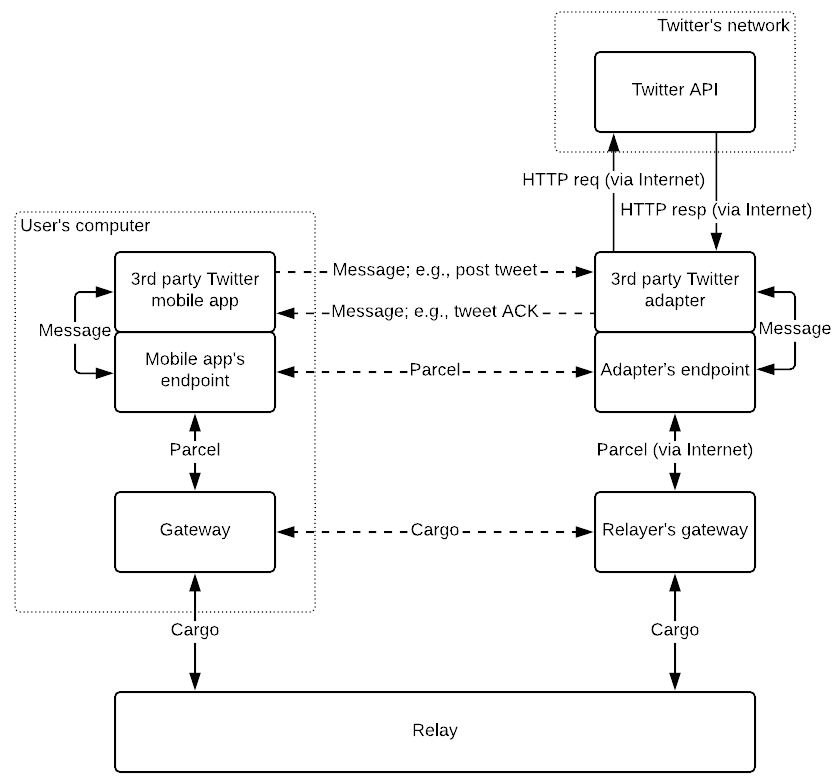 Twitter's network
Twitter API
HTTP req (via Internet)
HTTP resp (via Internet)
User's computer
3rd party Twitter
mobile app
Message; e.g., post tweet
3rd party Twitter
adapter
Message; e.g., tweet ACK
Message
Message
Mobile app's
endpoint
Parcel
Adapter's endpoint
Parcel
Parcel (via Internet)
Gateway
Cargo
Relayer's gateway
Cargo
Cargo
Relay